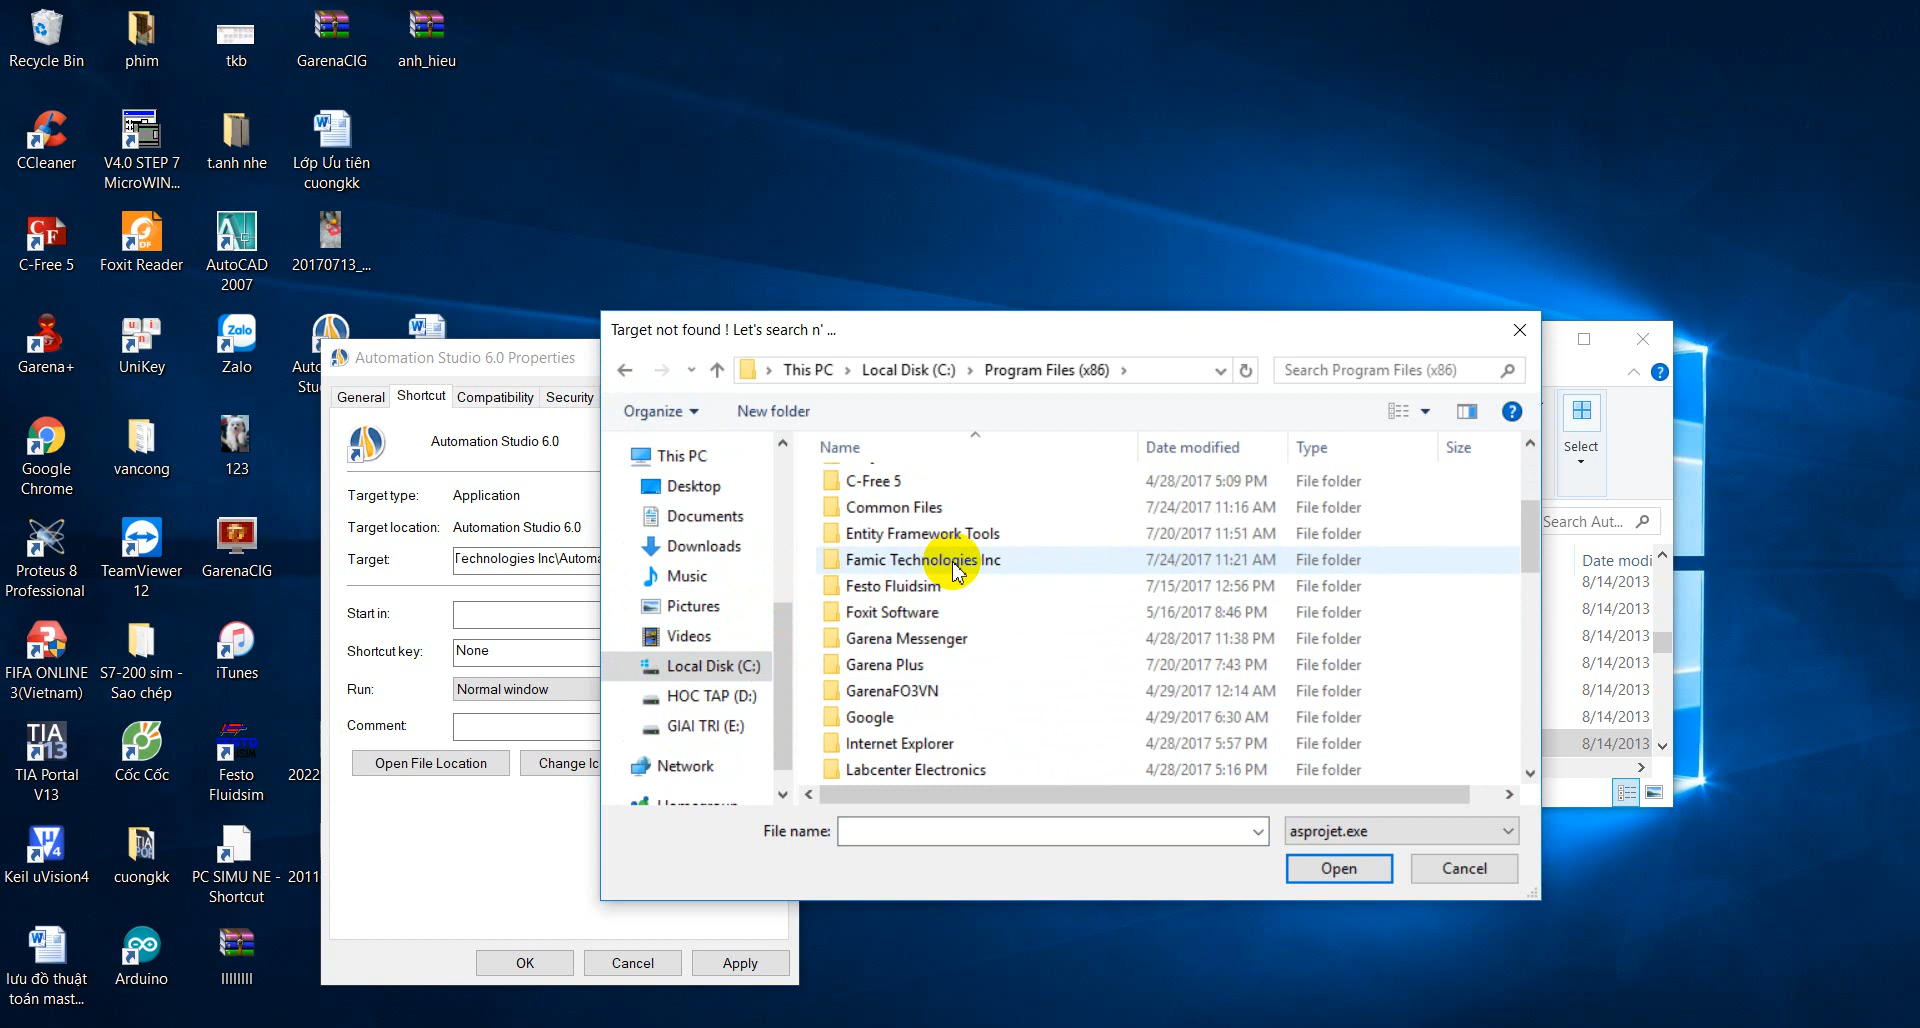 Recycle Bin
phim
tkb
GarenaCIG
anh_hieu
CCleaner
V4.0 STEP 7
MicroWIN...
t.anh nhe
Lớp Ưu tiên
cuongkk
C-Free 5
Foxit Reader
AutoCAD
2007
20170713_...
Garena+
UniKey
Zalo
Google
Chrome
vancong
123
Proteus 8
Professional
TeamViewer
12
GarenaCIG
FIFA ONLINE
3(Vietnam)
S7-200 sim -
Sao chép
iTunes
TIA Portal
V13
Cốc Cốc
Festo
Fluidsim
2022
Keil uVision4
cuongkk
PC SIMU NE -
Shortcut
2011
lưu đồ thuật
toán mast...
Arduino
llllllll
Automation Studio 6.0 Properties
General
Shortcut
Compatibility
Security
Automation Studio 6.0
Target type:
Application
Target location:
Automation Studio 6.0
Target:
Technologies Inc\Automa
Start in:
Shortcut key:
None
Run:
Normal window
Comment:
Open File Location
Change Ic
OK
Cancel
Apply
Target not found ! Let's search n' ...
This PC
Local Disk (C:)
Program Files (x86)
Search Program Files (x86)
Organize
New folder
This PC
Desktop
Documents
Downloads
Music
Pictures
Videos
Local Disk (C:)
HOC TAP (D:)
GIAI TRI (E:)
Network
Name Date modified Type Size
C-Free 5 4/28/2017 5:09 PM File folder
Common Files 7/24/2017 11:16 AM File folder
Entity Framework Tools 7/20/2017 11:51 AM File folder
Famic Technologies Inc 7/24/2017 11:21 AM File folder
Festo Fluidsim 7/15/2017 12:56 PM File folder
Foxit Software 5/16/2017 8:46 PM File folder
Garena Messenger 4/28/2017 11:38 PM File folder
Garena Plus 7/20/2017 7:43 PM File folder
GarenaFO3VN 4/29/2017 12:14 AM File folder
Google 4/29/2017 6:30 AM File folder
Internet Explorer 4/28/2017 5:57 PM File folder
Labcenter Electronics 4/28/2017 5:16 PM File folder
File name:
asprojet.exe
Open
Cancel
Select
Search Aut...
Date modi
8/14/2013
8/14/2013
8/14/2013
8/14/2013
8/14/2013
8/14/2013
8/14/2013